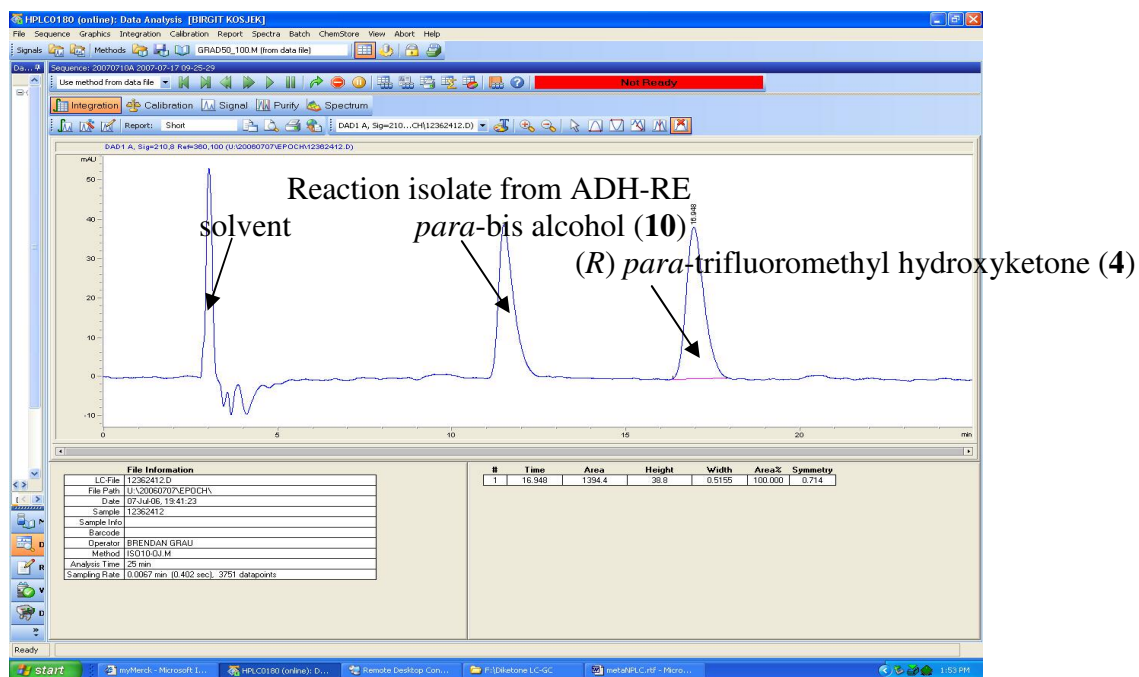 HPLC0180 (online): Data Analysis [BIRGIT KOSJEK]
File Sequence Graphics Integration Calibration Report Spectra Batch ChemStore View Abort Help
Signals Methods GRAD50_100.M (from data file)
Da...
Sequence: 20070710A 2007-07-17 09-25-29
Use method from data file Not Ready
Integration Calibration Signal Purify Spectrum
Report: Short DAD1 A, Sig=210...CH\12362412.D)
DAD1 A, Sig=210,8 Ref=360,100 (U:\20060707\EPOCH\12362412.D)
mAU
50
40
30
20
10
0
-10
Reaction isolate from ADH-RE
solvent
para-bis alcohol (10)
16.948
(R) para-trifluoromethyl hydroxyketone (4)
0 5 10 15 20 min
File Information
LC-File 12362412.D
File Path U:\20060707\EPOCH\
Date 07-Jul-06, 19:41:23
Sample 12362412
Sample Info
Barcode
Operator BRENDAN GRAU
Method ISO10-OJ.M
Analysis Time 25 min
Sampling Rate 0.0067 min (0.402 sec), 3751 datapoints
# Time Area Height Width Area% Symmetry
1 16.948 1394.4 38.8 0.5155 100.000 0.714
M
D
R
V
D
Ready
start myMerck - Microsoft I... HPLC0180 (online): D... Remote Desktop Con... F:\Diketone LC-GC metaNPLC.rtf - Micro... 1:53 PM